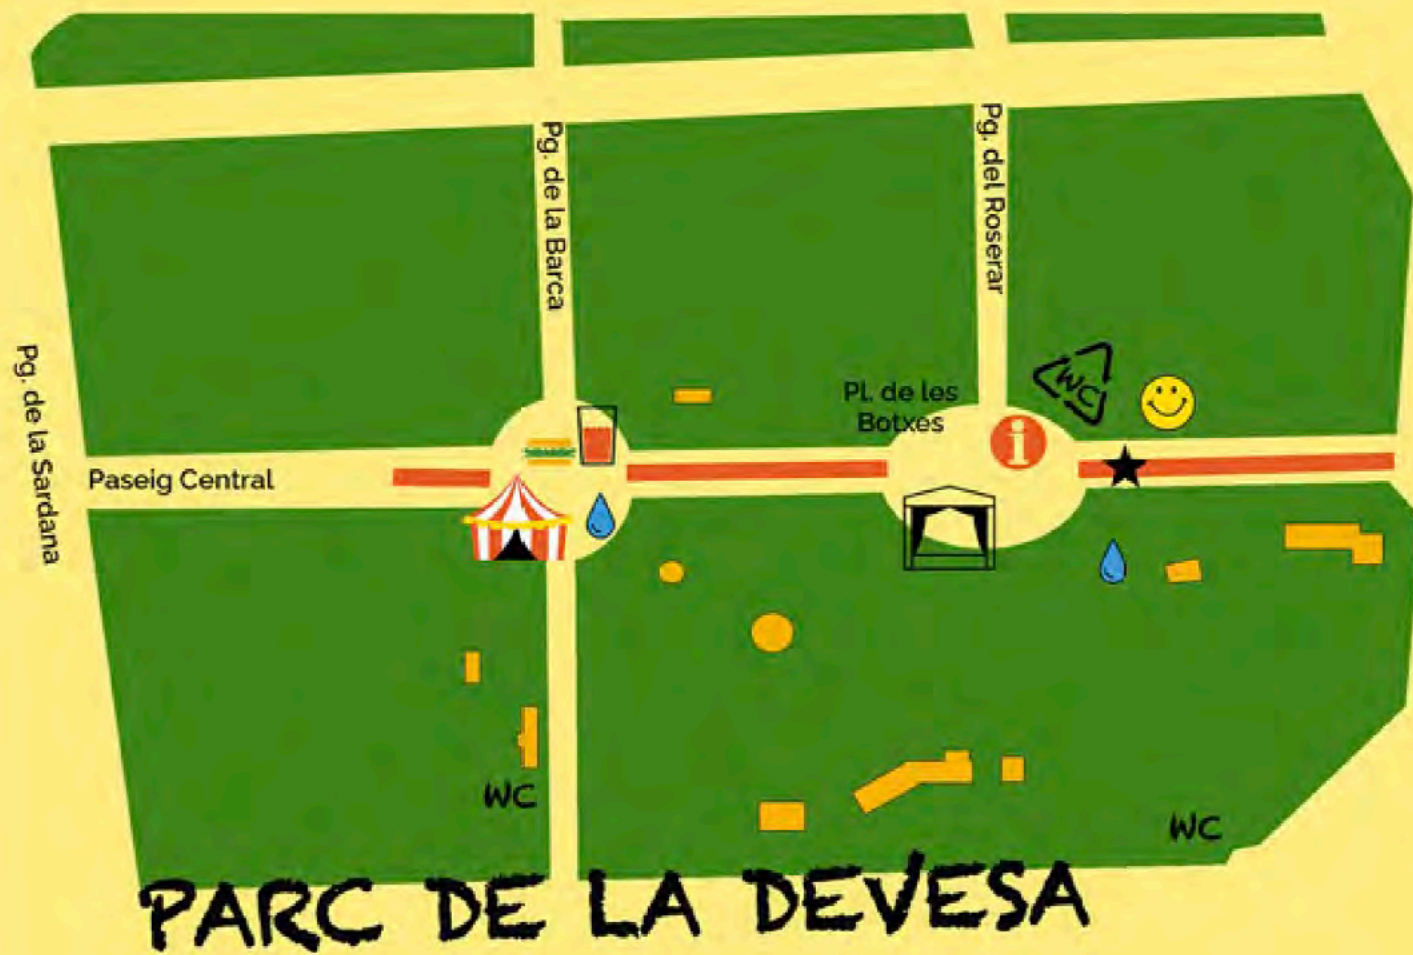 Pg. de la Barca
Pg. del Roserar
Pg. de la Sardana
WC
Pl. de les
Botxes
i
Paseig Central
WC
WC
PARC DE LA DEVESA